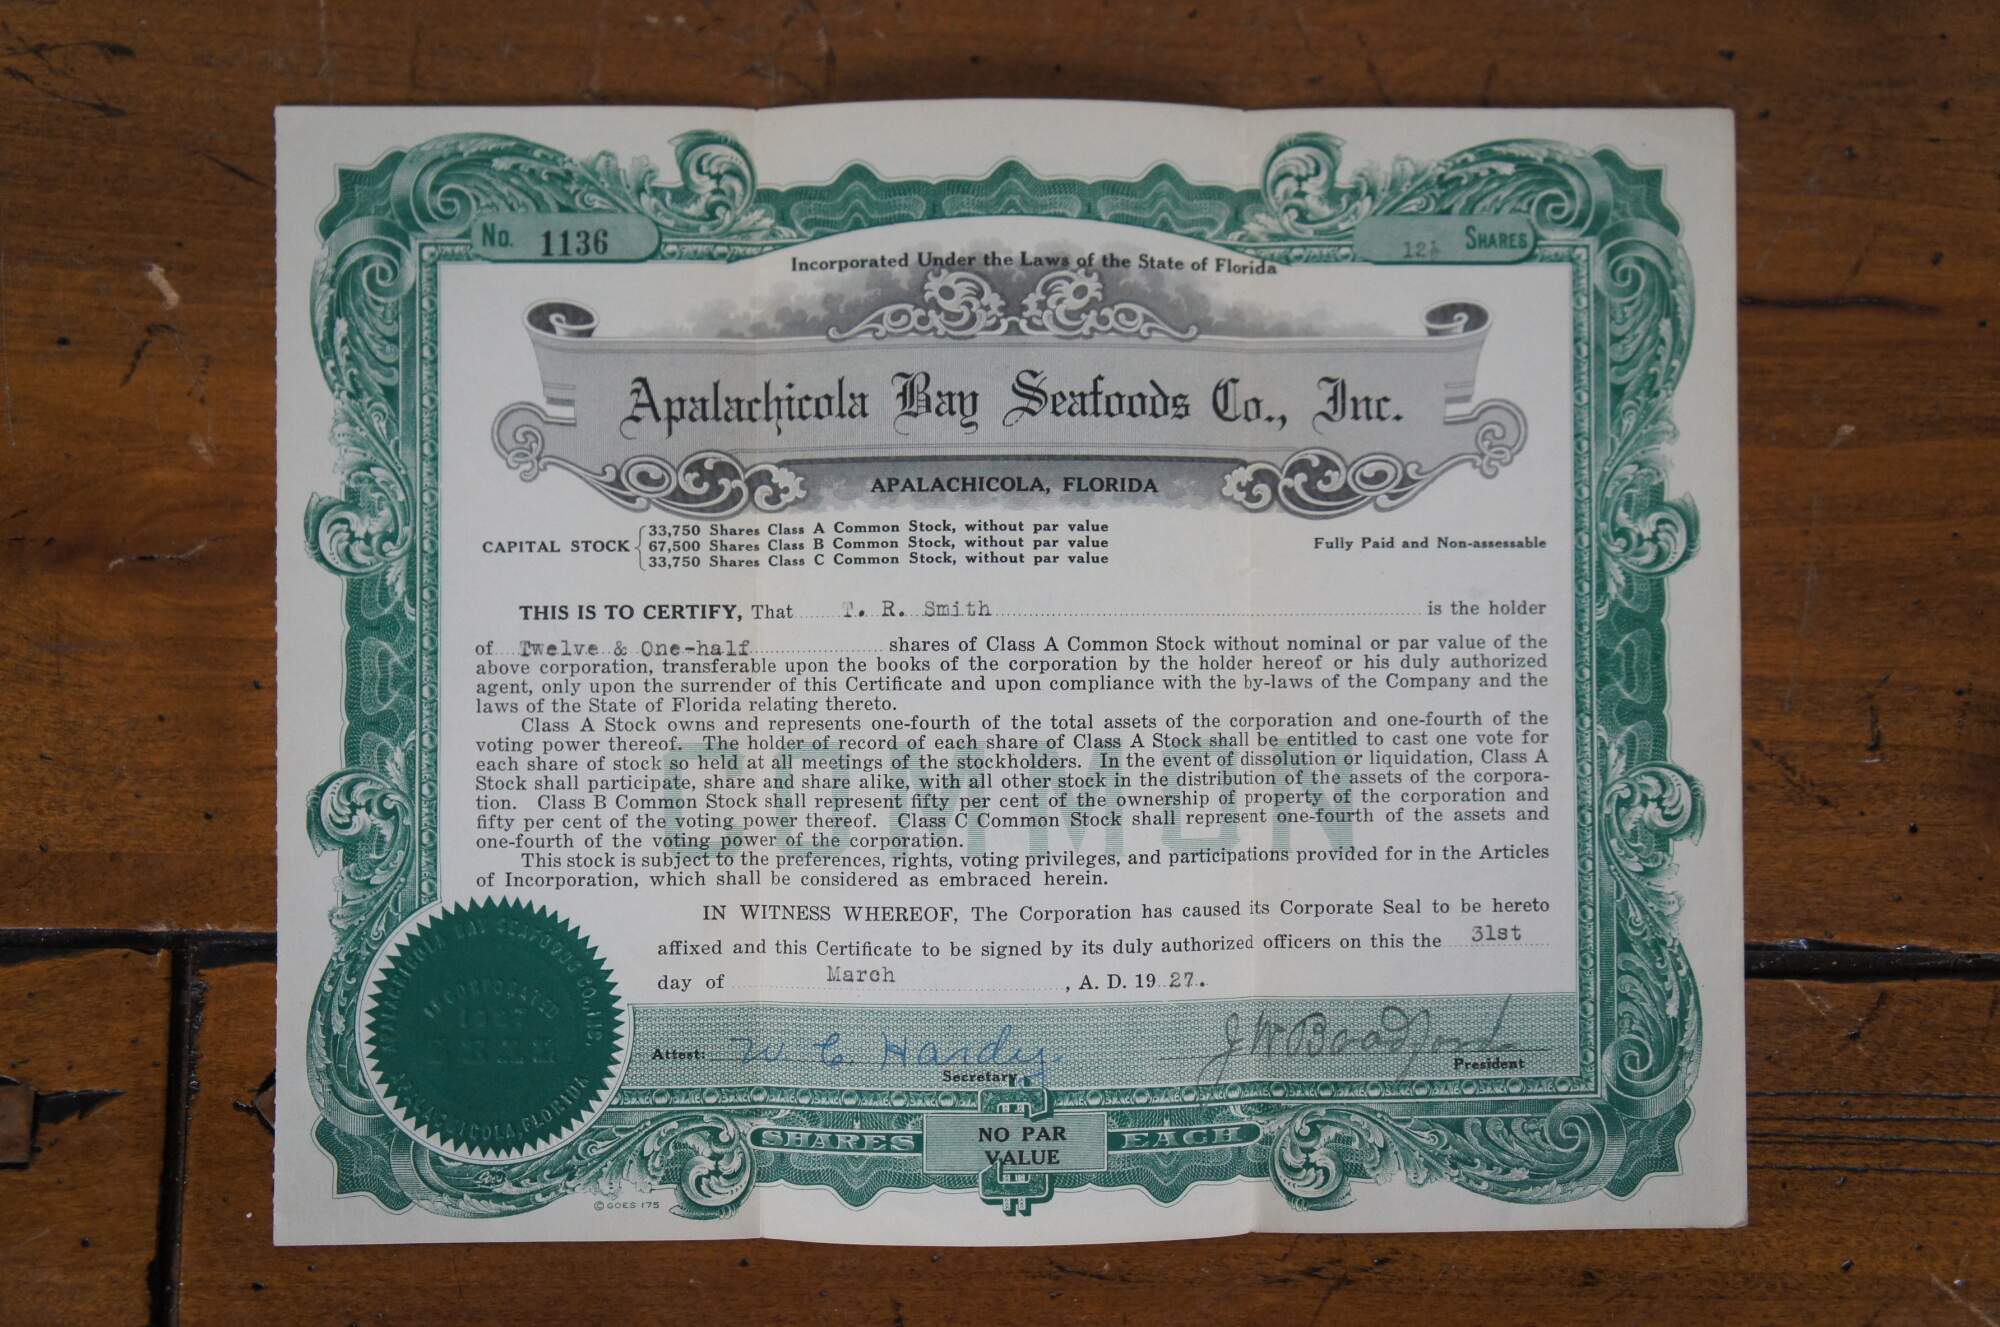 No. 1136
12½ SHARES
Incorporated Under the Laws of the State of Florida
Apalachicola Bay Seafoods Co., Inc.
APALACHICOLA, FLORIDA
CAPITAL STOCK
33,750 Shares Class A Common Stock, without par value
67,500 Shares Class B Common Stock, without par value
33,750 Shares Class C Common Stock, without par value
Fully Paid and Non-assessable
THIS IS TO CERTIFY, That T. R. Smith is the holder
of Twelve & One-half shares of Class A Common Stock without nominal or par value of the
above corporation, transferable upon the books of the corporation by the holder hereof or his duly authorized
agent, only upon the surrender of this Certificate and upon compliance with the by-laws of the Company and the
laws of the State of Florida relating thereto.
Class A Stock owns and represents one-fourth of the total assets of the corporation and one-fourth of the
voting power thereof. The holder of record of each share of Class A Stock shall be entitled to cast one vote for
each share of stock so held at all meetings of the stockholders. In the event of dissolution or liquidation, Class A
Stock shall participate, share and share alike, with all other stock in the distribution of the assets of the corpora-
tion. Class B Common Stock shall represent fifty per cent of the ownership of property of the corporation and
fifty per cent of the voting power thereof. Class C Common Stock shall represent one-fourth of the assets and
one-fourth of the voting power of the corporation.
COMMON
This stock is subject to the preferences, rights, voting privileges, and participations provided for in the Articles
of Incorporation, which shall be considered as embraced herein.
IN WITNESS WHEREOF, The Corporation has caused its Corporate Seal to be hereto
affixed and this Certificate to be signed by its duly authorized officers on this the 31st
day of March, A. D. 19 27.
APALACHICOLA BAY SEAFOODS CO., INC.
INCORPORATED
APALACHICOLA, FLORIDA
Attest: W C Hardy
Secretary
J W Bradford
President
SHARES NO PAR VALUE EACH
Goes
© GOES 175